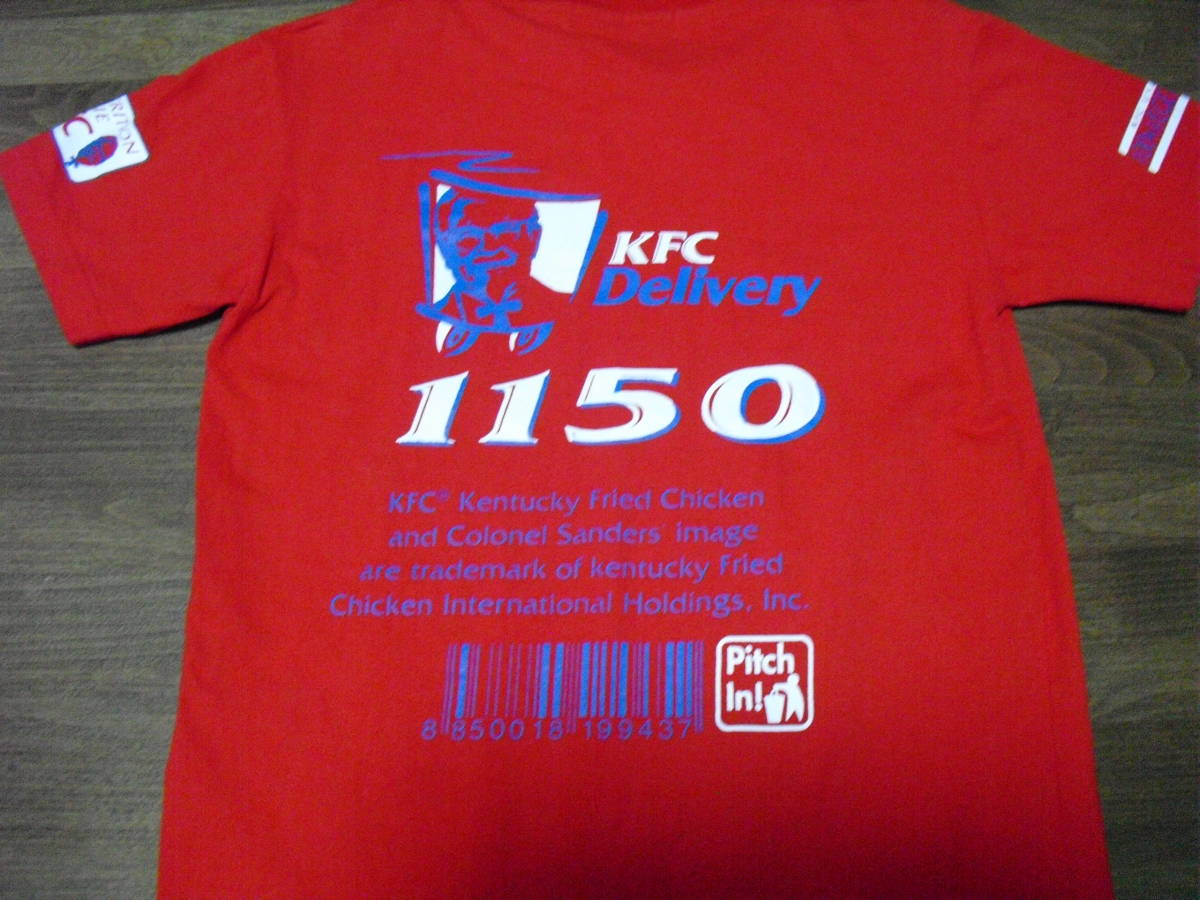 KFC
Delivery
1150
KFC® Kentucky Fried Chicken
and Colonel Sanders' image
are trademark of kentucky Fried
Chicken International Holdings, Inc.
8 850018 199437
Pitch
In!